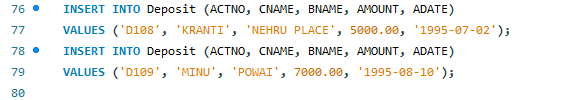 76 INSERT INTO Deposit (ACTNO, CNAME, BNAME, AMOUNT, ADATE)
77 VALUES ('D108', 'KRANTI', 'NEHRU PLACE', 5000.00, '1995-07-02');
78 INSERT INTO Deposit (ACTNO, CNAME, BNAME, AMOUNT, ADATE)
79 VALUES ('D109', 'MINU', 'POWAI', 7000.00, '1995-08-10');
80